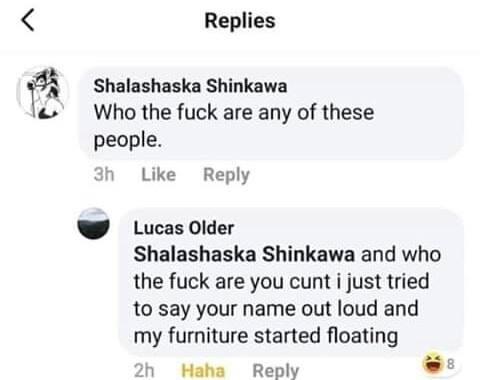 Replies
Shalashaska Shinkawa
Who the fuck are any of these
people.
3h Like Reply
Lucas Older
Shalashaska Shinkawa and who
the fuck are you cunt i just tried
to say your name out loud and
my furniture started floating
2h Haha Reply 8